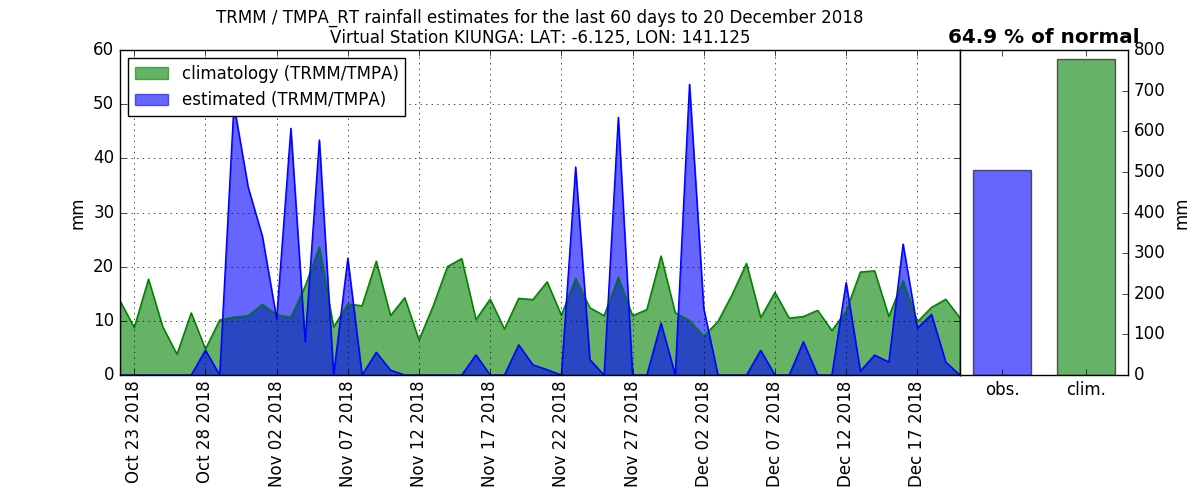 TRMM / TMPA_RT rainfall estimates for the last 60 days to 20 December 2018
Virtual Station KIUNGA: LAT: -6.125, LON: 141.125
64.9 % of normal
climatology (TRMM/TMPA)
estimated (TRMM/TMPA)
60
50
40
30
20
10
0
mm
Oct 23 2018
Oct 28 2018
Nov 02 2018
Nov 07 2018
Nov 12 2018
Nov 17 2018
Nov 22 2018
Nov 27 2018
Dec 02 2018
Dec 07 2018
Dec 12 2018
Dec 17 2018
obs.
clim.
800
700
600
500
400
300
200
100
0
mm